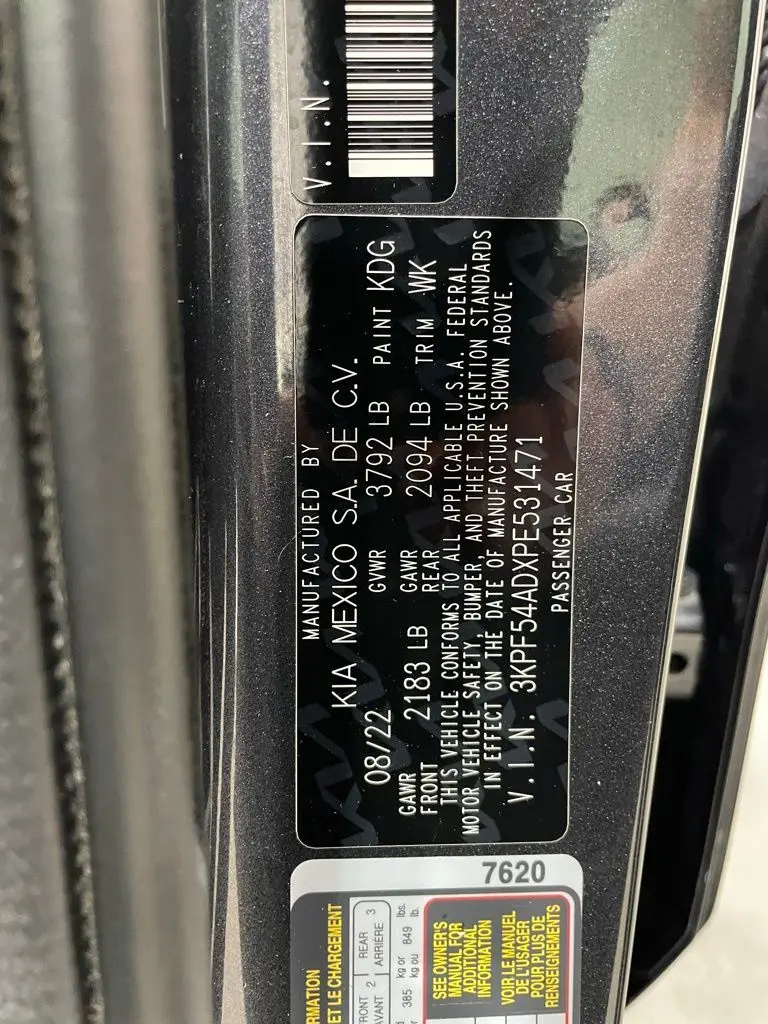 V.I.N.
MANUFACTURED BY
KIA MEXICO S.A. DE C.V.
08/22 GVWR 3792 LB PAINT KDG
GAWR FRONT 2183 LB GAWR REAR 2094 LB TRIM WK
THIS VEHICLE CONFORMS TO ALL APPLICABLE U.S.A. FEDERAL
MOTOR VEHICLE SAFETY, BUMPER, AND THEFT PREVENTION STANDARDS
IN EFFECT ON THE DATE OF MANUFACTURE SHOWN ABOVE.
V.I.N. 3KPF54ADXPE531471
PASSENGER CAR
7620
ET LE CHARGEMENT
FRONT 2 REAR 3
AVANT 2 ARRIÈRE 3
385 kg or kg ou 849 lbs. lb.
SEE OWNER'S
MANUAL FOR
ADDITIONAL
INFORMATION
VOIR LE MANUEL
DE L'USAGER
POUR PLUS DE
RENSEIGNEMENTS